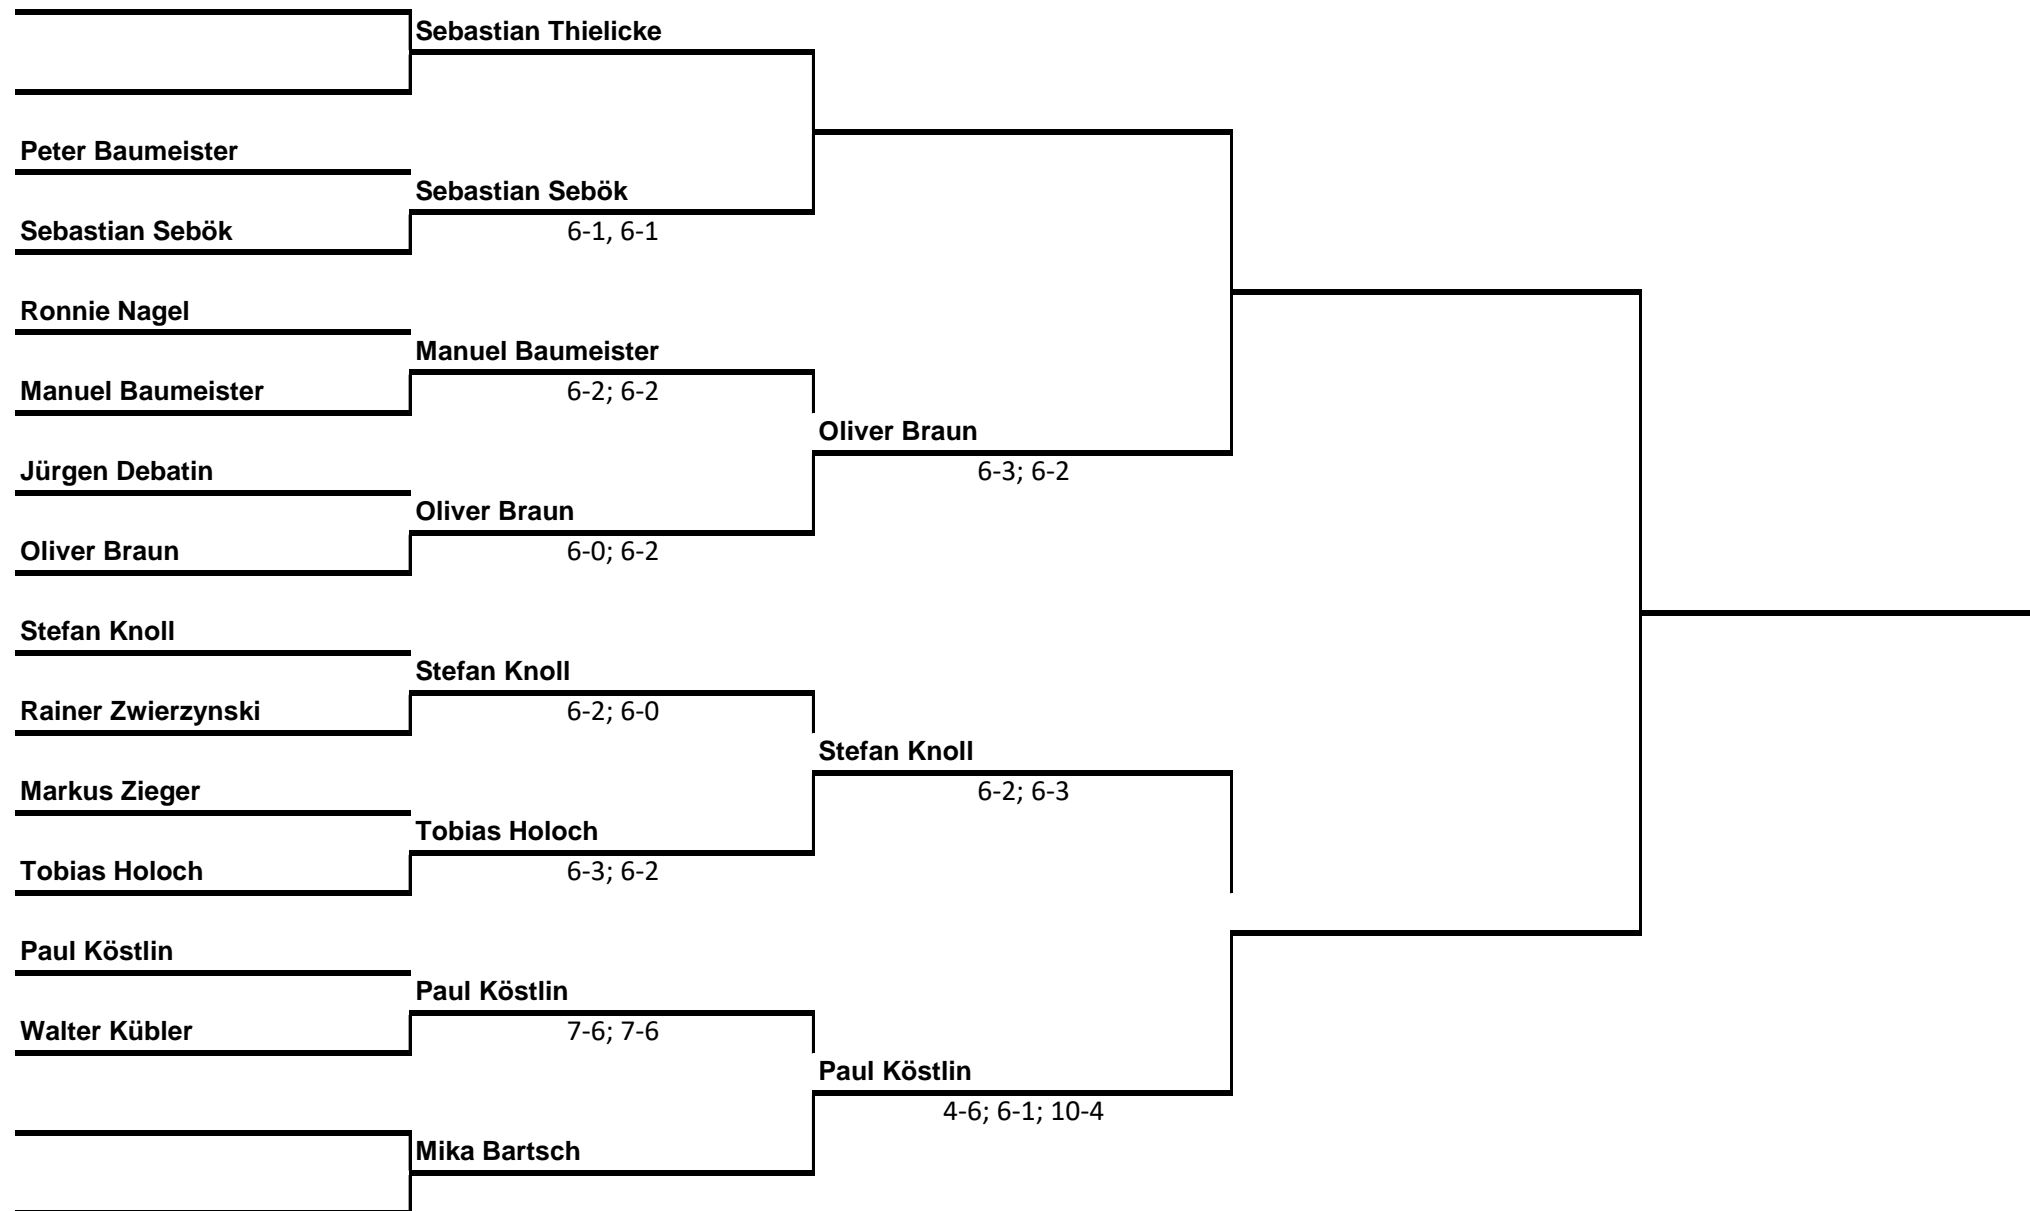 Sebastian Thielicke
Peter Baumeister
Sebastian Sebök
Sebastian Sebök
6-1, 6-1
Ronnie Nagel
Manuel Baumeister
Manuel Baumeister
6-2; 6-2
Oliver Braun
Jürgen Debatin
6-3; 6-2
Oliver Braun
Oliver Braun
6-0; 6-2
Stefan Knoll
Stefan Knoll
Rainer Zwierzynski
6-2; 6-0
Stefan Knoll
Markus Zieger
6-2; 6-3
Tobias Holoch
Tobias Holoch
6-3; 6-2
Paul Köstlin
Paul Köstlin
Walter Kübler
7-6; 7-6
Paul Köstlin
4-6; 6-1; 10-4
Mika Bartsch